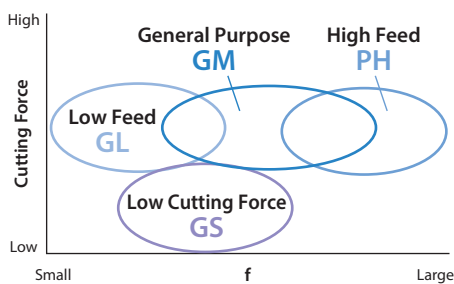 High
General Purpose
GM
High Feed
PH
Low Feed
GL
Cutting Force
Low Cutting Force
GS
Low
Small
f
Large